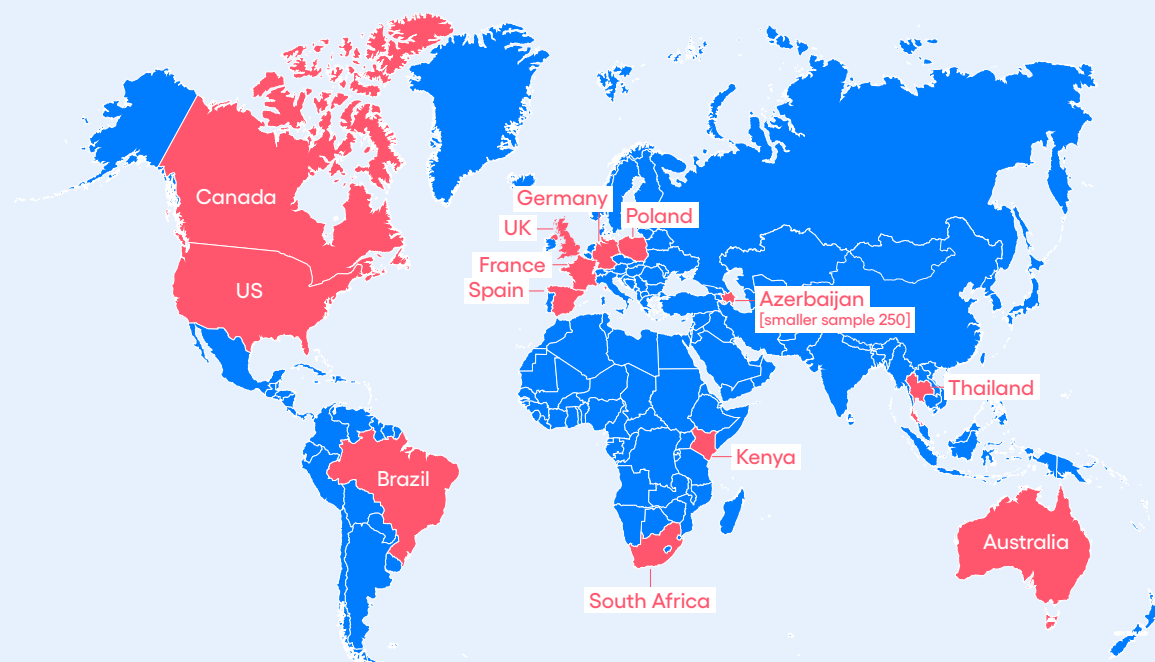 Canada
US
Germany
Poland
UK
France
Spain
Azerbaijan
[smaller sample 250]
Thailand
Kenya
Brazil
Australia
South Africa